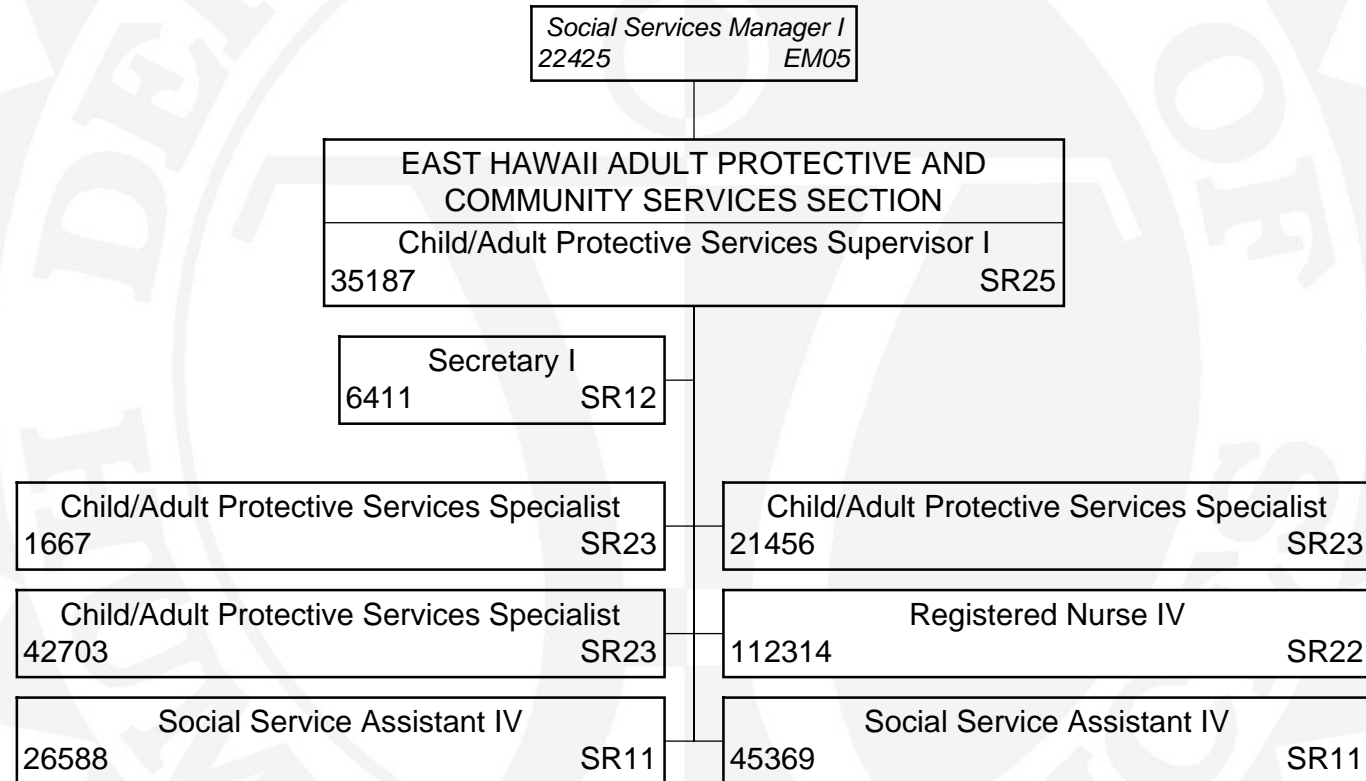 Social Services Manager I
22425 EM05
EAST HAWAII ADULT PROTECTIVE AND
COMMUNITY SERVICES SECTION
Child/Adult Protective Services Supervisor I
35187 SR25
Secretary I
6411 SR12
Child/Adult Protective Services Specialist
1667 SR23
Child/Adult Protective Services Specialist
21456 SR23
Child/Adult Protective Services Specialist
42703 SR23
Registered Nurse IV
112314 SR22
Social Service Assistant IV
26588 SR11
Social Service Assistant IV
45369 SR11